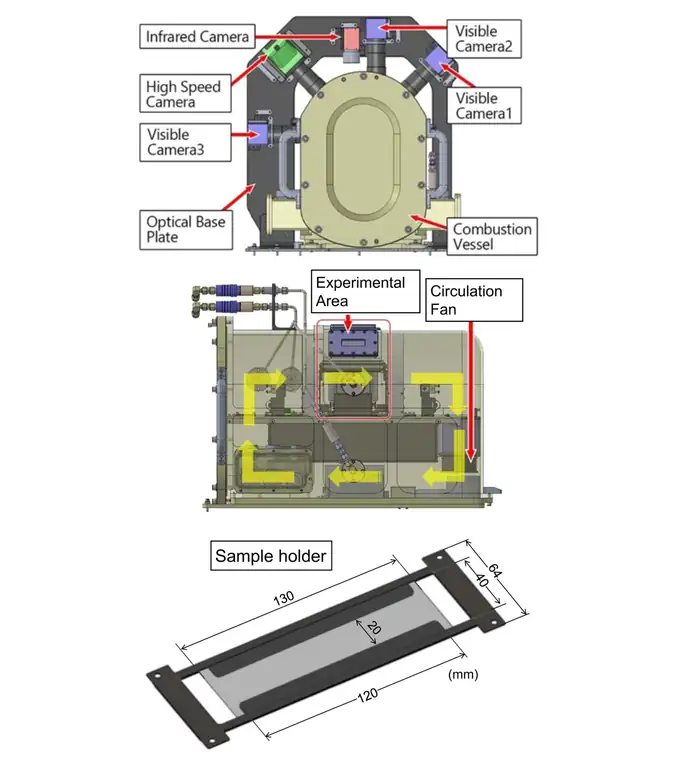 Infrared Camera
Visible
Camera2
High Speed
Camera
Visible
Camera1
Visible
Camera3
Optical Base
Plate
Combustion
Vessel
Experimental
Area
Circulation
Fan
Sample holder
130
64
40
20
120
(mm)